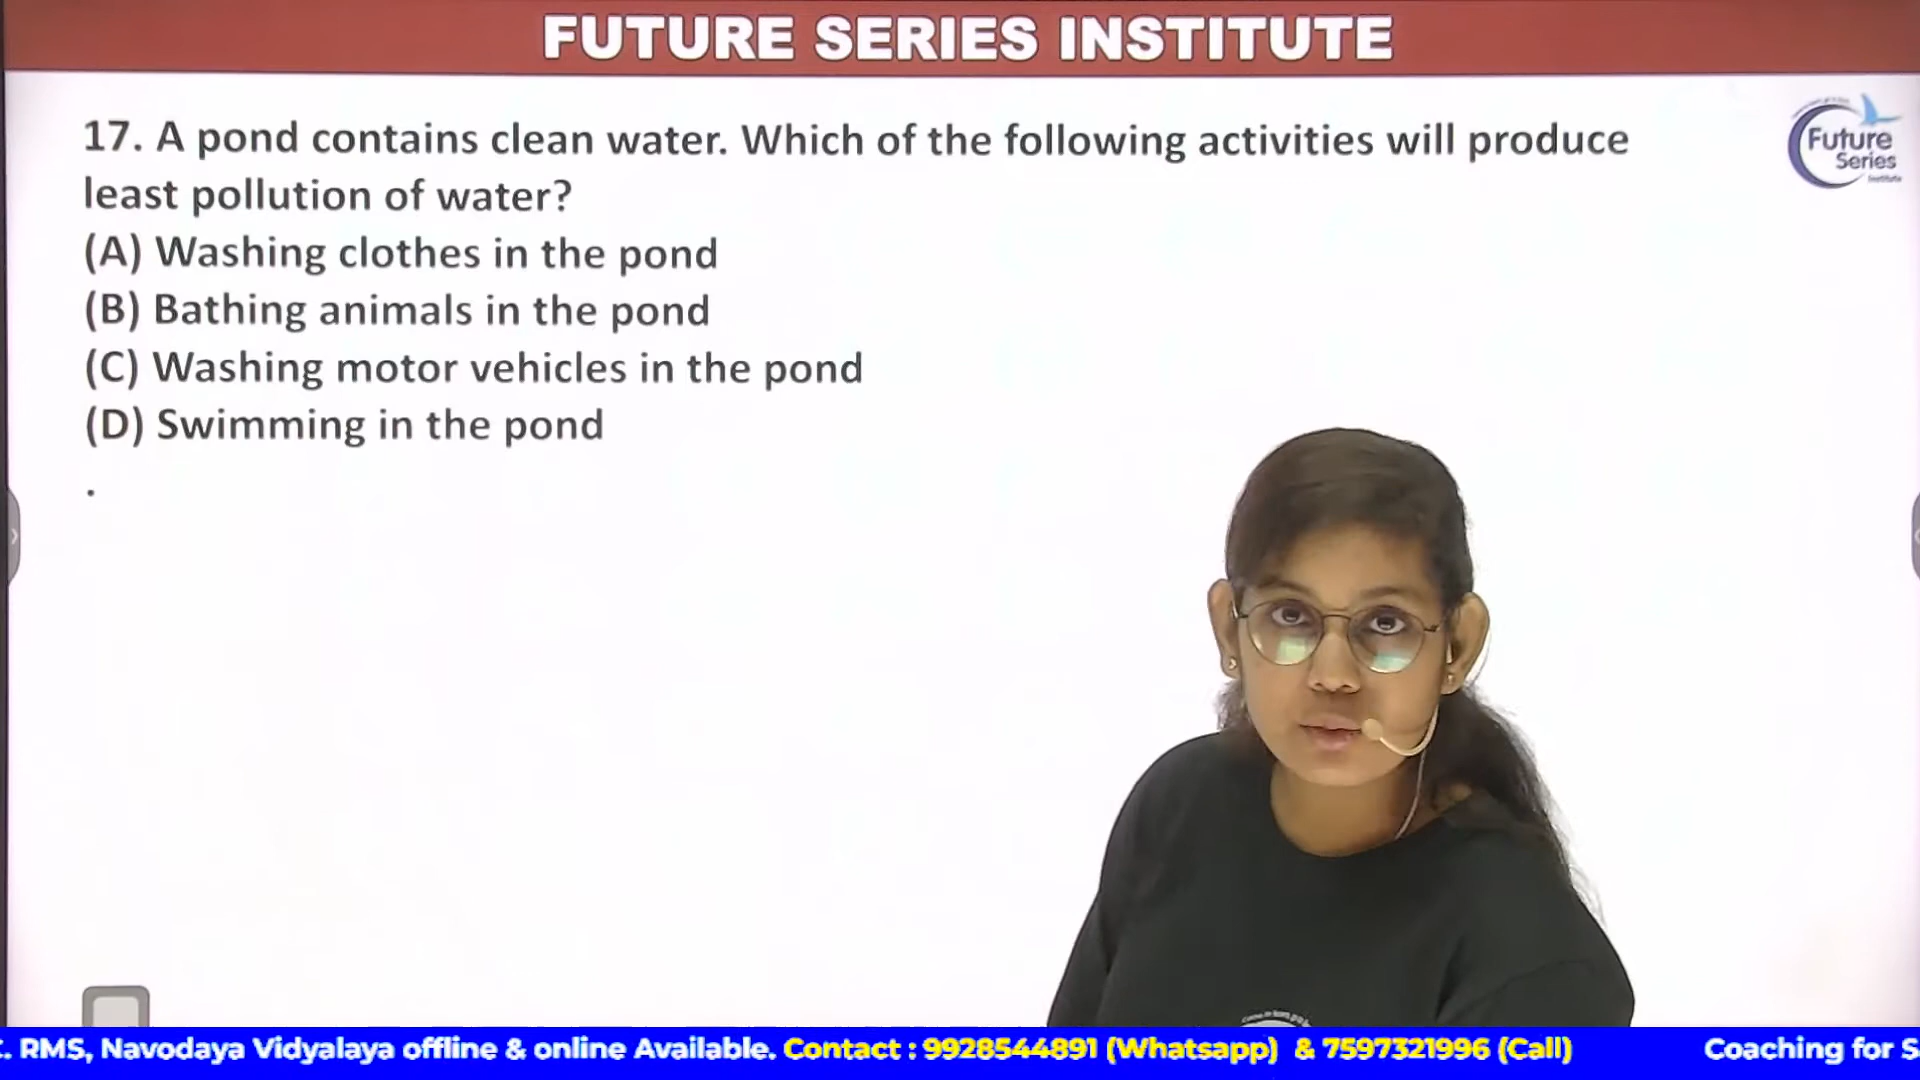 FUTURE SERIES INSTITUTE
17. A pond contains clean water. Which of the following activities will produce
least pollution of water?
(A) Washing clothes in the pond
(B) Bathing animals in the pond
(C) Washing motor vehicles in the pond
(D) Swimming in the pond
.
Future
Series
Institute
. RMS, Navodaya Vidyalaya offline & online Available. Contact : 9928544891 (Whatsapp) & 7597321996 (Call) Coaching for S